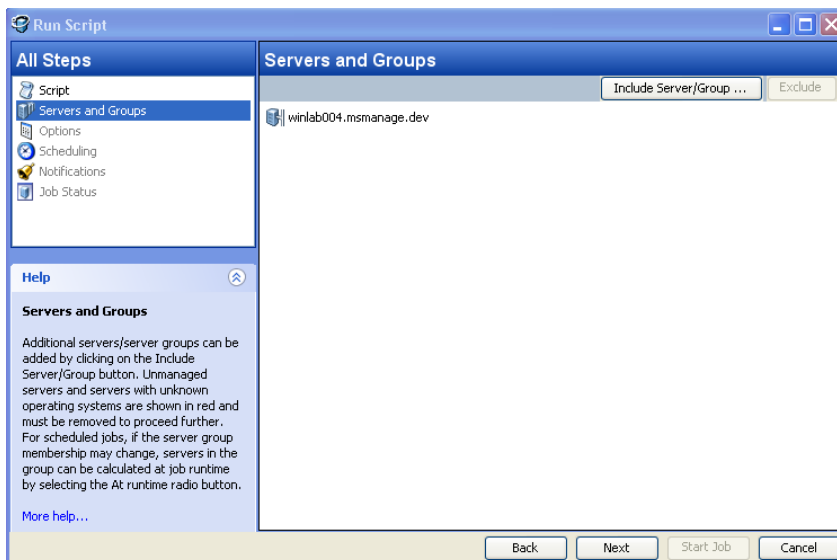 Run Script
All Steps
Script
Servers and Groups
Options
Scheduling
Notifications
Job Status
Help
Servers and Groups
Additional servers/server groups can be
added by clicking on the Include
Server/Group button. Unmanaged
servers and servers with unknown
operating systems are shown in red and
must be removed to proceed further.
For scheduled jobs, if the server group
membership may change, servers in the
group can be calculated at job runtime
by selecting the At runtime radio button.
More help...
Servers and Groups
Include Server/Group ...
Exclude
winlab004.msmanage.dev
Back
Next
Start Job
Cancel